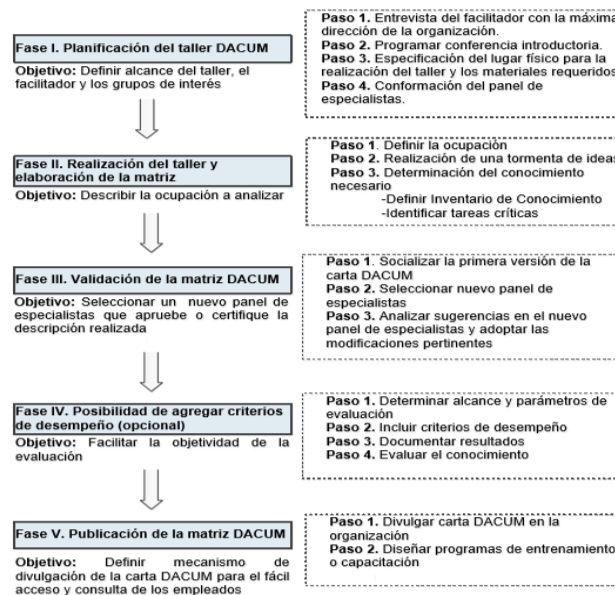 Fase I. Planificación del taller DACUM
Objetivo: Definir alcance del taller, el
facilitador y los grupos de interés
Paso 1. Entrevista del facilitador con la máxima
dirección de la organización.
Paso 2. Programar conferencia introductoria.
Paso 3. Especificación del lugar físico para la
realización del taller y los materiales requeridos
Paso 4. Conformación del panel de
especialistas.
Fase II. Realización del taller y
elaboración de la matriz
Objetivo: Describir la ocupación a analizar
Paso 1. Definir la ocupación
Paso 2. Realización de una tormenta de ideas
Paso 3. Determinación del conocimiento
necesario
-Definir Inventario de Conocimiento
-Identificar tareas críticas
Fase III. Validación de la matriz DACUM
Objetivo: Seleccionar un nuevo panel de
especialistas que apruebe o certifique la
descripción realizada
Paso 1. Socializar la primera versión de la
carta DACUM
Paso 2. Seleccionar nuevo panel de
especialistas
Paso 3. Analizar sugerencias en el nuevo
panel de especialistas y adoptar las
modificaciones pertinentes
Fase IV. Posibilidad de agregar criterios
de desempeño (opcional)
Objetivo: Facilitar la objetividad de la
evaluación
Paso 1. Determinar alcance y parámetros de
evaluación
Paso 2. Incluir criterios de desempeño
Paso 3. Documentar resultados
Paso 4. Evaluar el conocimiento
Fase V. Publicación de la matriz DACUM
Objetivo: Definir mecanismo de
divulgación de la carta DACUM para el fácil
acceso y consulta de los empleados
Paso 1. Divulgar carta DACUM en la
organización
Paso 2. Diseñar programas de entrenamiento
o capacitación